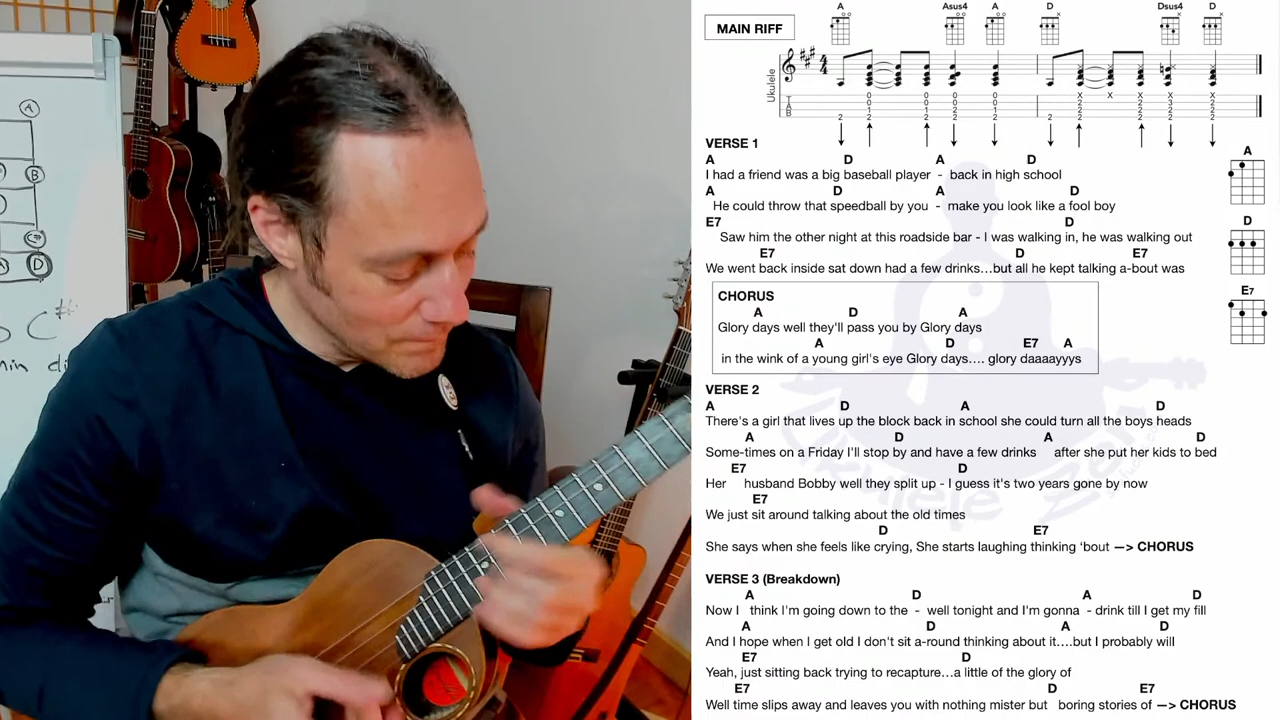 MAIN RIFF
A Asus4 A D Dsus4 D
Ukulele
VERSE 1
A D A D
I had a friend was a big baseball player - back in high school
A D A D
He could throw that speedball by you - make you look like a fool boy
E7 D
Saw him the other night at this roadside bar - I was walking in, he was walking out
E7 D E7
We went back inside sat down had a few drinks...but all he kept talking a-bout was
A
D
E7
CHORUS
A D A
Glory days well they'll pass you by Glory days
A D E7 A
in the wink of a young girl's eye Glory days.... glory daaaayyys
VERSE 2
A D A D
There's a girl that lives up the block back in school she could turn all the boys heads
A D A D
Some-times on a Friday I'll stop by and have a few drinks after she put her kids to bed
E7 D
Her husband Bobby well they split up - I guess it's two years gone by now
E7
We just sit around talking about the old times
D E7
She says when she feels like crying, She starts laughing thinking ‘bout —> CHORUS
VERSE 3 (Breakdown)
A D A D
Now I think I'm going down to the - well tonight and I'm gonna - drink till I get my fill
A D A D
And I hope when I get old I don't sit a-round thinking about it....but I probably will
E7 D
Yeah, just sitting back trying to recapture...a little of the glory of
E7 D E7
Well time slips away and leaves you with nothing mister but boring stories of —> CHORUS
A
B
C#
D
C#
min di